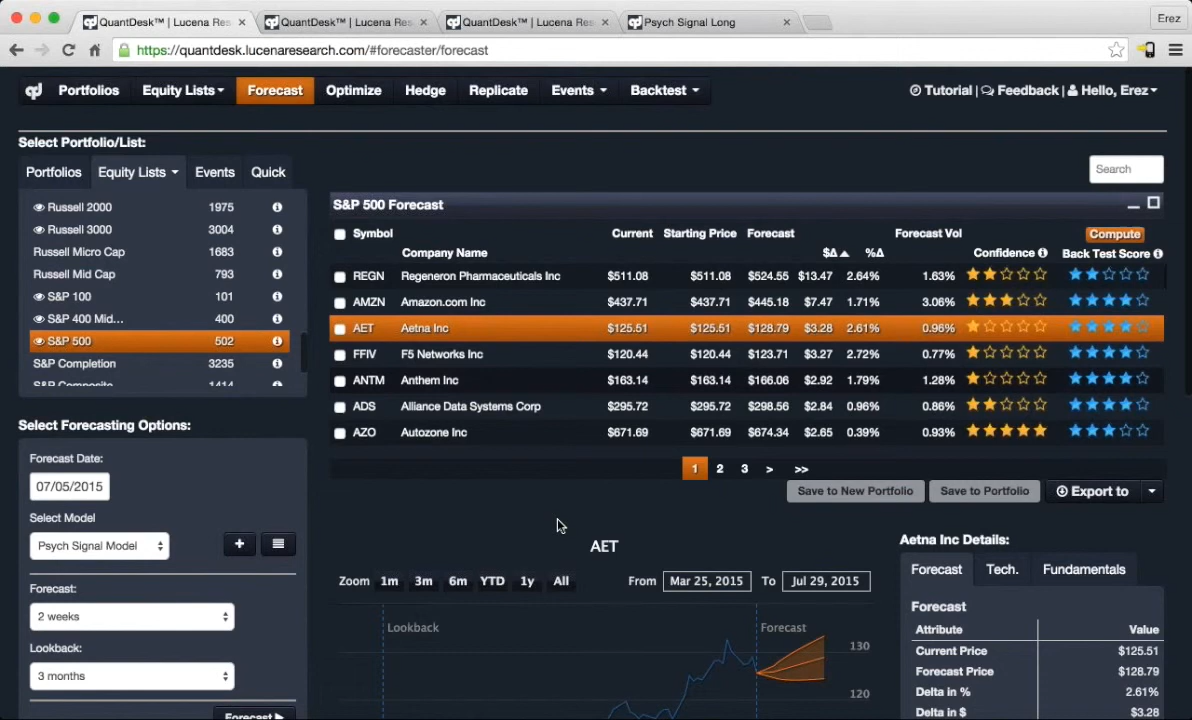 Erez
QuantDesk™ | Lucena Res
QuantDesk™ | Lucena Res
QuantDesk™ | Lucena Res
Psych Signal Long
https://quantdesk.lucenaresearch.com/#forecaster/forecast
qd Portfolios Equity Lists Forecast Optimize Hedge Replicate Events Backtest Tutorial | Feedback | Hello, Erez
Select Portfolio/List:
Portfolios Equity Lists Events Quick
Search
Russell 2000 1975
Russell 3000 3004
Russell Micro Cap 1683
Russell Mid Cap 793
S&P 100 101
S&P 400 Mid... 400
S&P 500 502
S&P Completion 3235
S&P Composite 1414
S&P 500 Forecast
Symbol Current Starting Price Forecast Forecast Vol Compute
Company Name $Δ %Δ Confidence Back Test Score
REGN Regeneron Pharmaceuticals Inc $511.08 $511.08 $524.55 $13.47 2.64% 1.63%
AMZN Amazon.com Inc $437.71 $437.71 $445.18 $7.47 1.71% 3.06%
AET Aetna Inc $125.51 $125.51 $128.79 $3.28 2.61% 0.96%
FFIV F5 Networks Inc $120.44 $120.44 $123.71 $3.27 2.72% 0.77%
ANTM Anthem Inc $163.14 $163.14 $166.06 $2.92 1.79% 1.28%
ADS Alliance Data Systems Corp $295.72 $295.72 $298.56 $2.84 0.96% 0.86%
AZO Autozone Inc $671.69 $671.69 $674.34 $2.65 0.39% 0.93%
1 2 3 > >>
Save to New Portfolio Save to Portfolio Export to
Select Forecasting Options:
Forecast Date:
07/05/2015
Select Model
Psych Signal Model +
Forecast:
2 weeks
Lookback:
3 months
Forecast
AET
Zoom 1m 3m 6m YTD 1y All From Mar 25, 2015 To Jul 29, 2015
Lookback Forecast
130
120
Aetna Inc Details:
Forecast Tech. Fundamentals
Forecast
Attribute Value
Current Price $125.51
Forecast Price $128.79
Delta in % 2.61%
Delta in $ $3.28